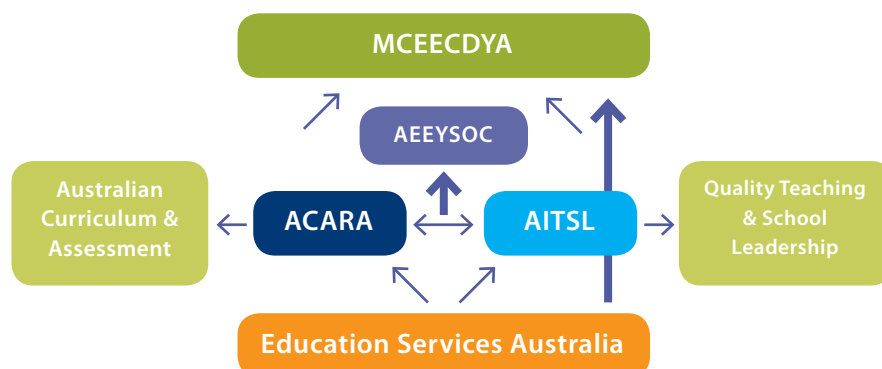 MCEECDYA
AEEYSOC
Australian
Curriculum &
Assessment
ACARA
AITSL
Quality Teaching
& School
Leadership
Education Services Australia